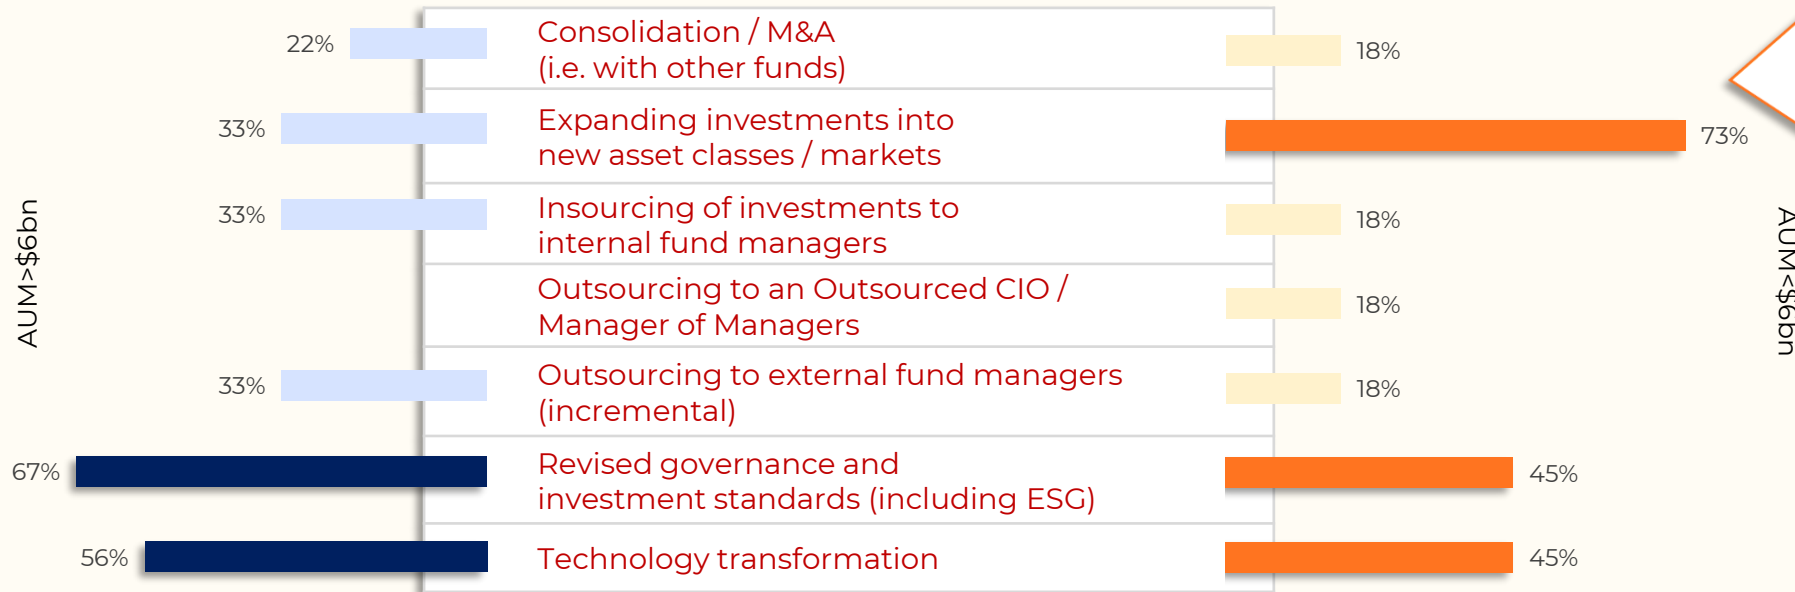 AUM>$6bn
22%
Consolidation / M&A
(i.e. with other funds)
18%
33%
Expanding investments into
new asset classes / markets
73%
33%
Insourcing of investments to
internal fund managers
18%
Outsourcing to an Outsourced CIO /
Manager of Managers
18%
33%
Outsourcing to external fund managers
(incremental)
18%
67%
Revised governance and
investment standards (including ESG)
45%
56%
Technology transformation
45%
AUM<$6bn